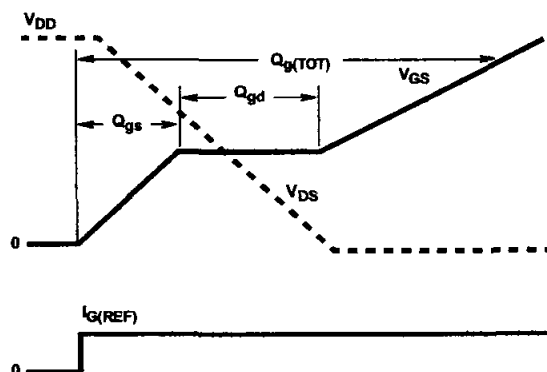 VDD
Qg(TOT)
VGS
Qgd
Qgs
VDS
0
IG(REF)
0